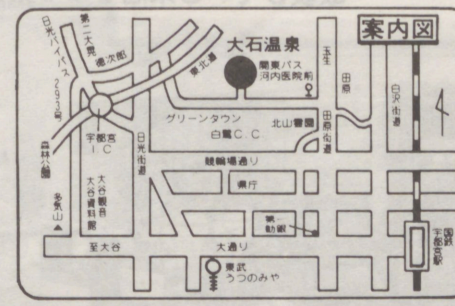 案内図
日光バイパス
第二大晃
徳次郎
東北道
大石温泉
関東バス
河内医院前
玉生
田原
白沢街道
293号
宇都宮
IC
森林公園
多気山
大谷資料館
大谷観音
日光街道
グリーンタウン
白鷺C.C
北山霊園
田原街道
競輪場通り
県庁
第一勧銀
至大谷
大通り
東武
うつのみや
国鉄
宇都宮駅